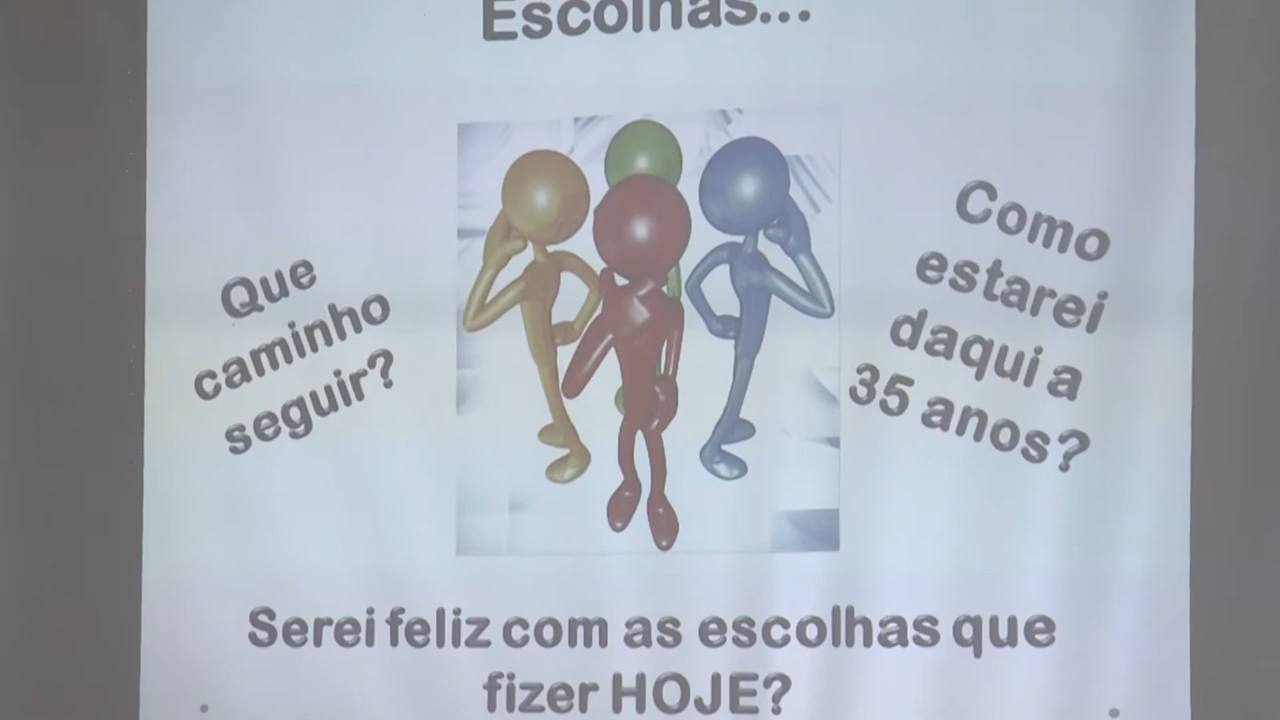 Escolhas...
Que
caminho
seguir?
Como
estarei
daqui a
35 anos?
Serei feliz com as escolhas que
fizer HOJE?